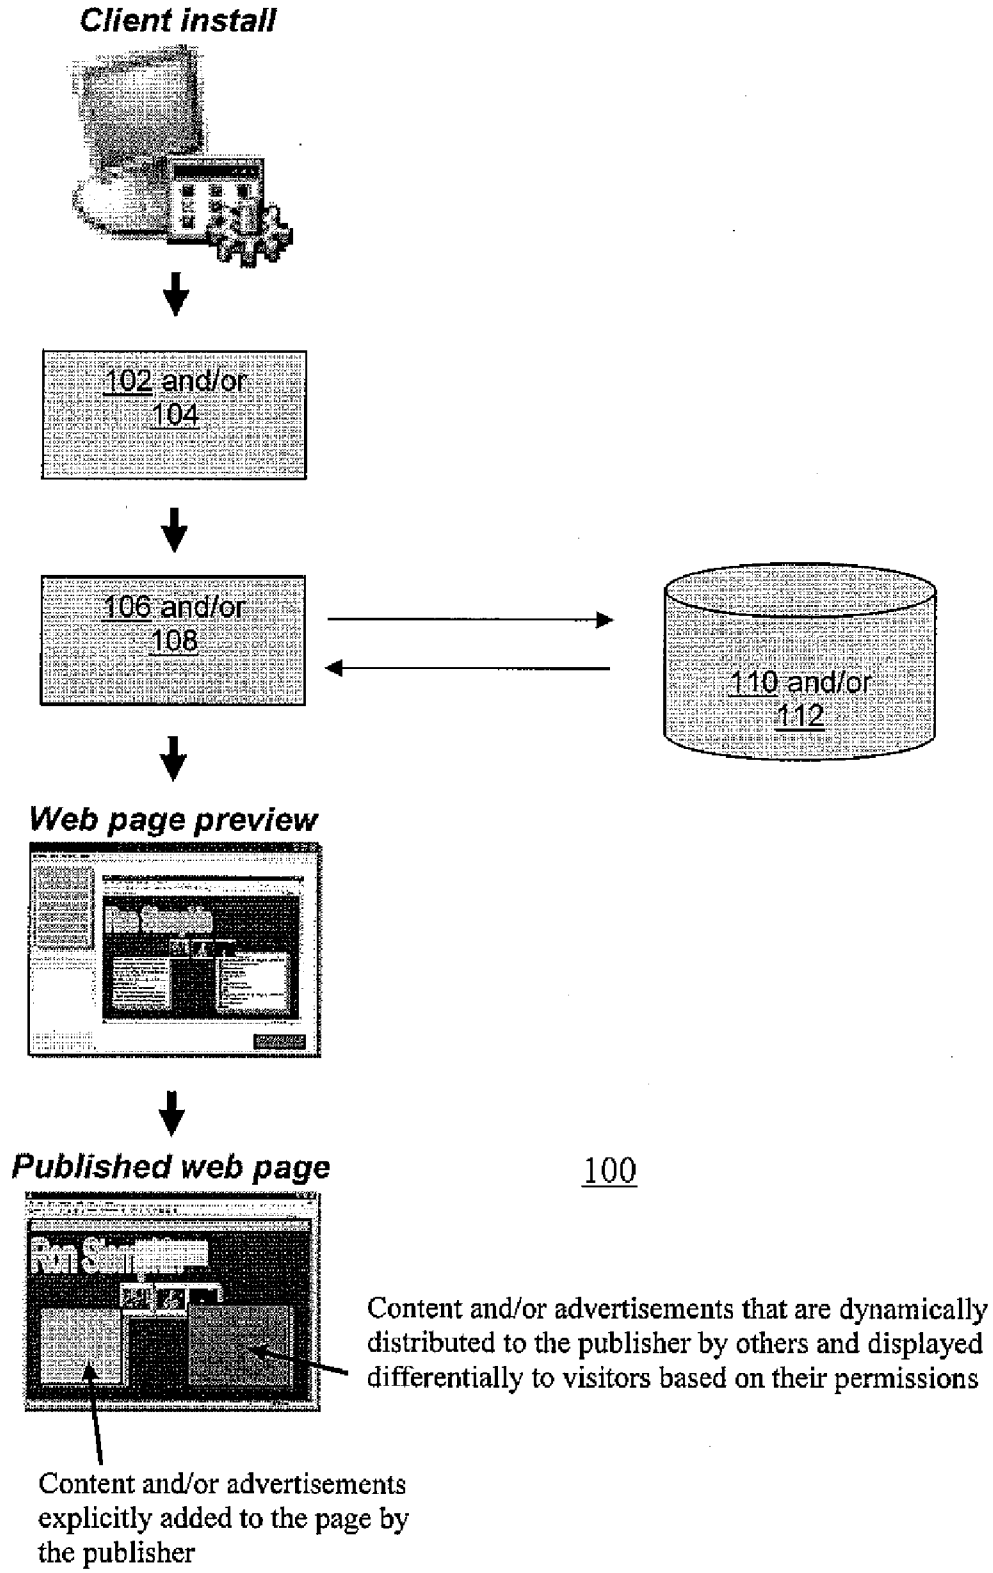 Client install
102 and/or
104
106 and/or
108
110 and/or
112
Web page preview
Published web page
100
Content and/or advertisements that are dynamically
distributed to the publisher by others and displayed
differentially to visitors based on their permissions
Content and/or advertisements
explicitly added to the page by
the publisher